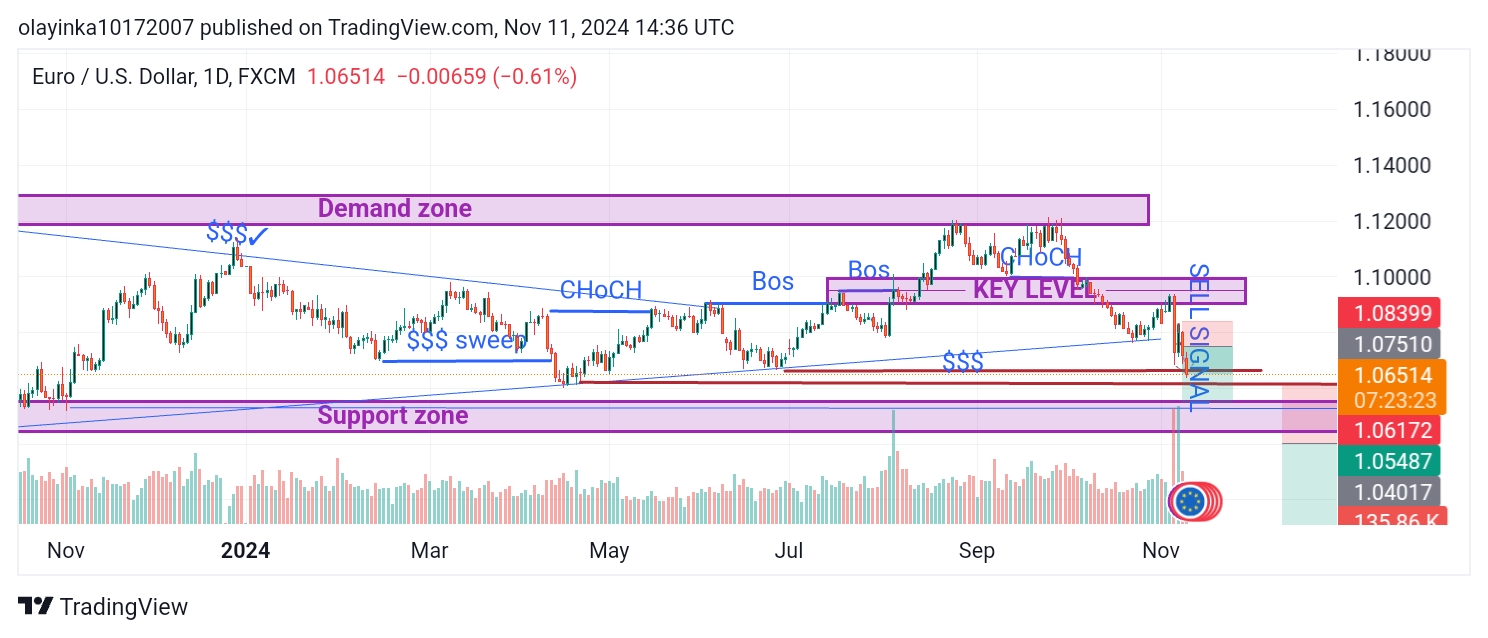 olayinka10172007 published on TradingView.com, Nov 11, 2024 14:36 UTC
Euro / U.S. Dollar, 1D, FXCM 1.06514 −0.00659 (−0.61%)
1.18000
1.16000
1.14000
Demand zone
1.12000
$$$✓
CHoCH
1.10000
Bos
Bos
CHoCH
KEY LEVEL
SELL SIGNAL
1.08399
$$$ sweep
1.07510
$$$
1.06514
07:23:23
Support zone
1.06172
1.05487
1.04017
135.86 K
Nov 2024 Mar May Jul Sep Nov
TradingView